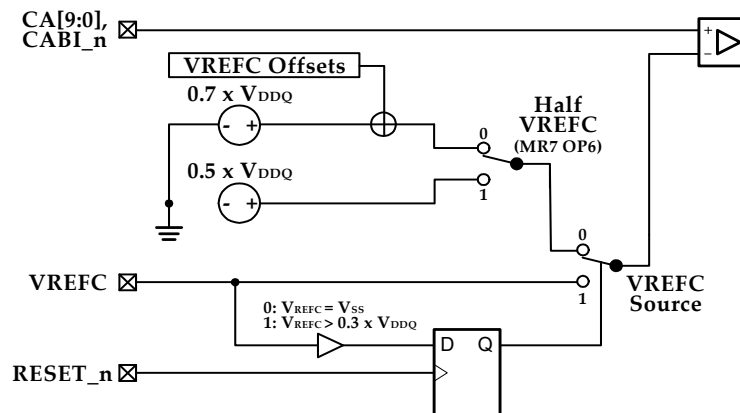 CA[9:0],
CABI_n
+
−
VREFC Offsets
0.7 x VDDQ
- +
0.5 x VDDQ
- +
Half
VREFC
(MR7 OP6)
0
1
0
1
VREFC
Source
VREFC
0: VREFC = VSS
1: VREFC > 0.3 x VDDQ
D Q
RESET_n